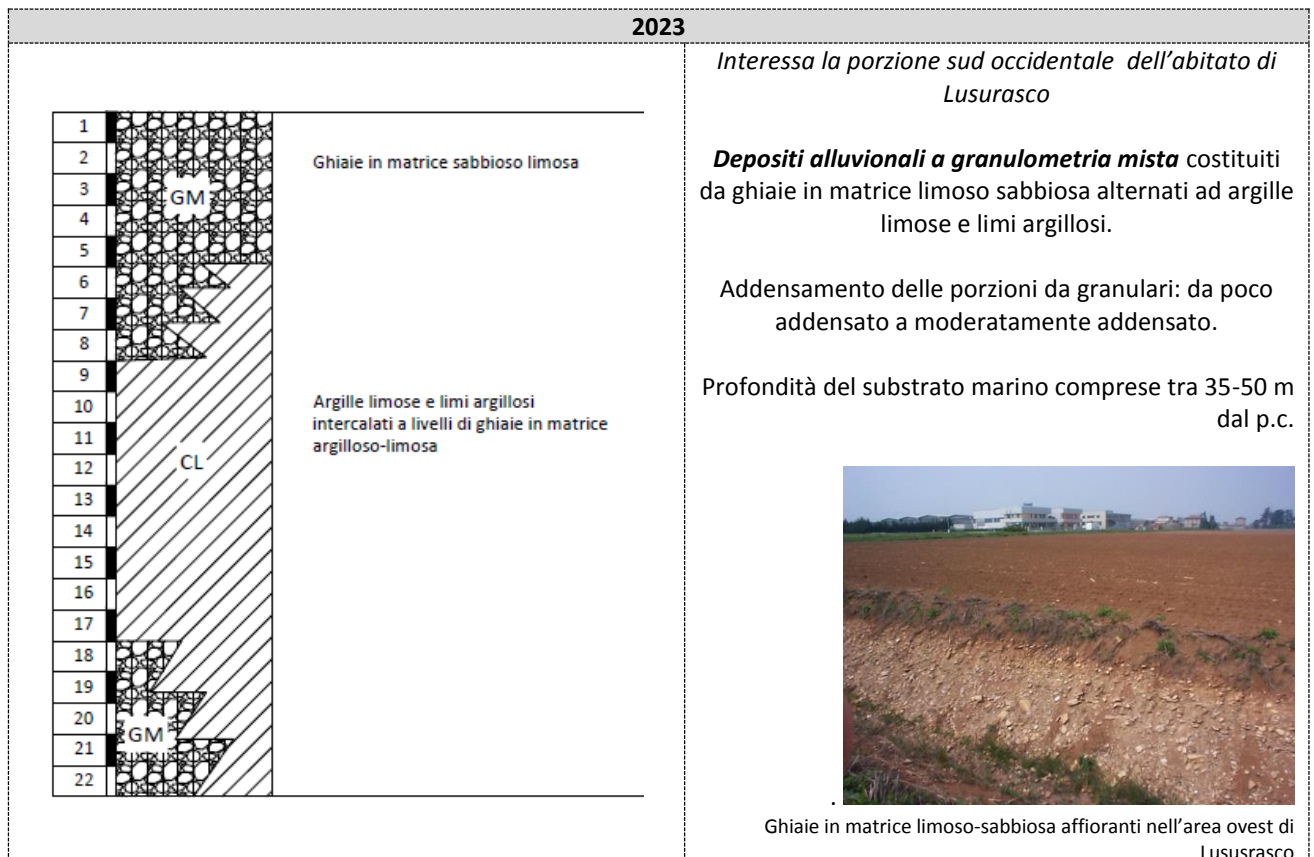 2023
1
2
3
4
5
6
7
8
9
10
11
12
13
14
15
16
17
18
19
20
21
22
GM
CL
GM
Ghiaie in matrice sabbioso limosa
Argille limose e limi argillosi
intercalati a livelli di ghiaie in matrice
argilloso-limosa
Interessa la porzione sud occidentale dell’abitato di
Lusurasco
Depositi alluvionali a granulometria mista costituiti
da ghiaie in matrice limoso sabbiosa alternati ad argille
limose e limi argillosi.
Addensamento delle porzioni da granulari: da poco
addensato a moderatamente addensato.
Profondità del substrato marino comprese tra 35-50 m
dal p.c.
.
Ghiaie in matrice limoso-sabbiosa affioranti nell’area ovest di
Lususrasco